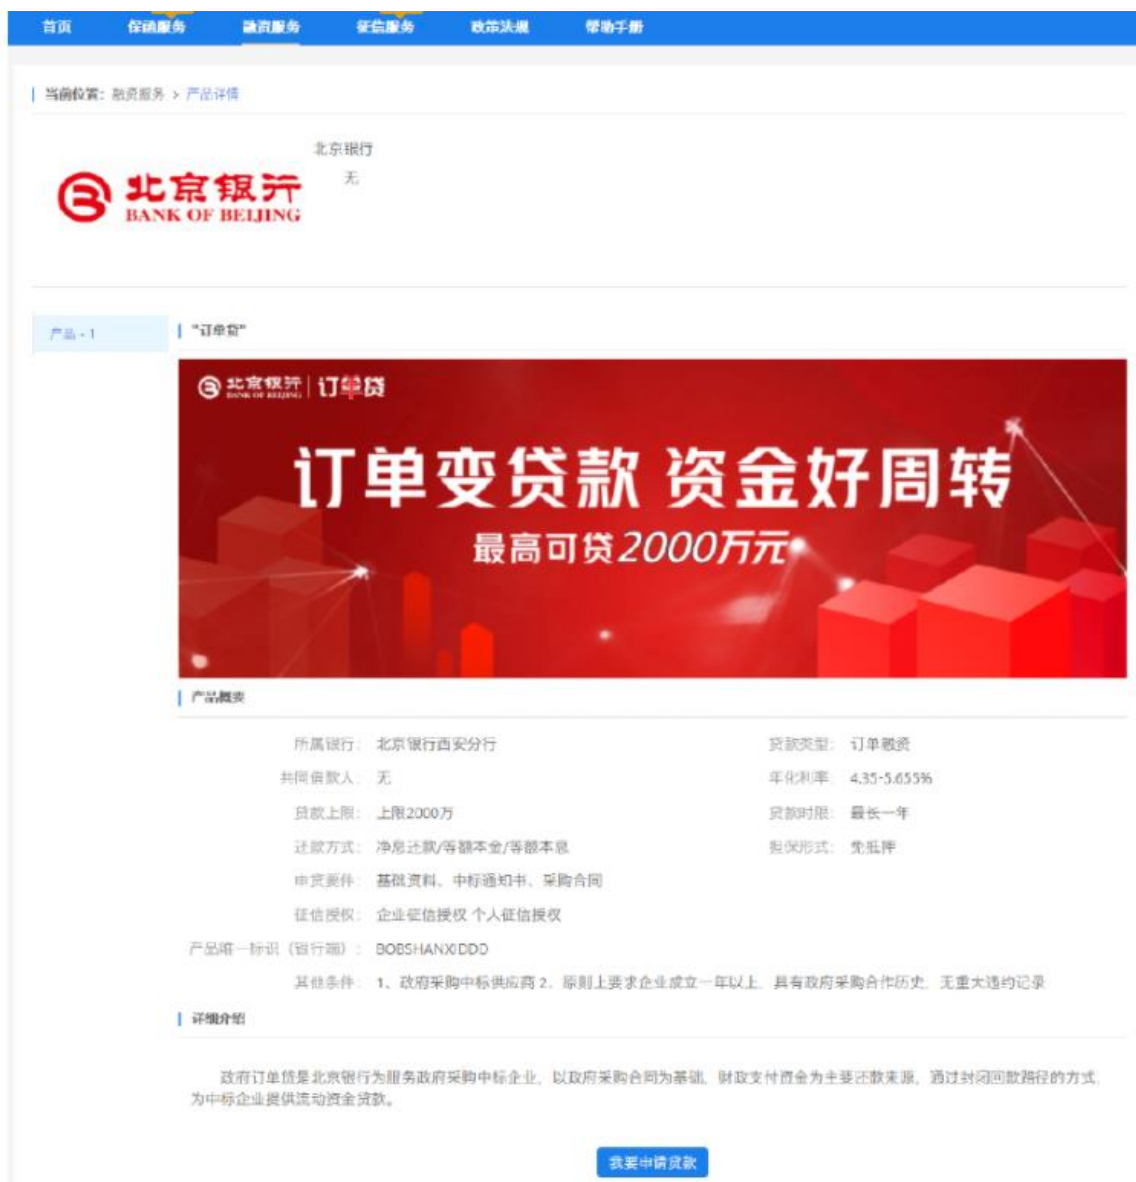 首页 保函服务 融资服务 征信服务 政策法规 帮助手册
当前位置：融资服务 > 产品详情
北京银行
无
北京银行
BANK OF BEIJING
产品 - 1
"订单贷"
北京银行 订单贷
BANK OF BEIJING
订单变贷款 资金好周转
最高可贷2000万元
产品概要
所属银行： 北京银行西安分行 贷款类型： 订单融资
共同借款人： 无 年化利率： 4.35-5.655%
贷款上限： 上限2000万 贷款时限： 最长一年
还款方式： 净息还款/等额本金/等额本息 担保形式： 免抵押
申贷要件： 基础资料、中标通知书、采购合同
征信授权： 企业征信授权 个人征信授权
产品唯一标识（银行端）： BOBSHANXIDDD
其他条件： 1、政府采购中标供应商 2、原则上要求企业成立一年以上，具有政府采购合作历史，无重大违约记录
详细介绍
政府订单贷是北京银行为服务政府采购中标企业，以政府采购合同为基础，财政支付资金为主要还款来源，通过封闭回款路径的方式，
为中标企业提供流动资金贷款。
我要申请贷款